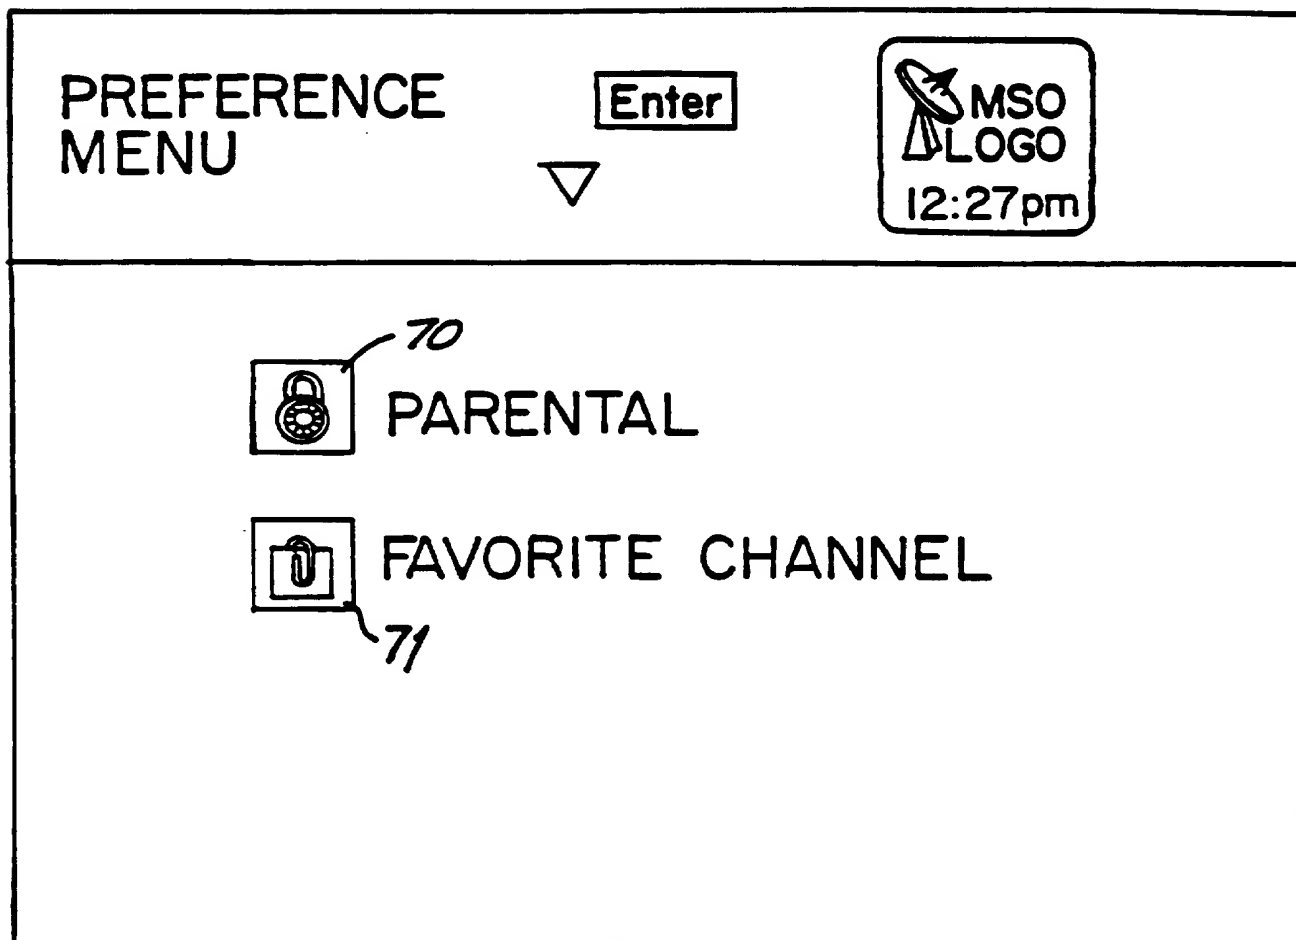 PREFERENCE
MENU
Enter
MSO
LOGO
12:27pm
70
PARENTAL
FAVORITE CHANNEL
71